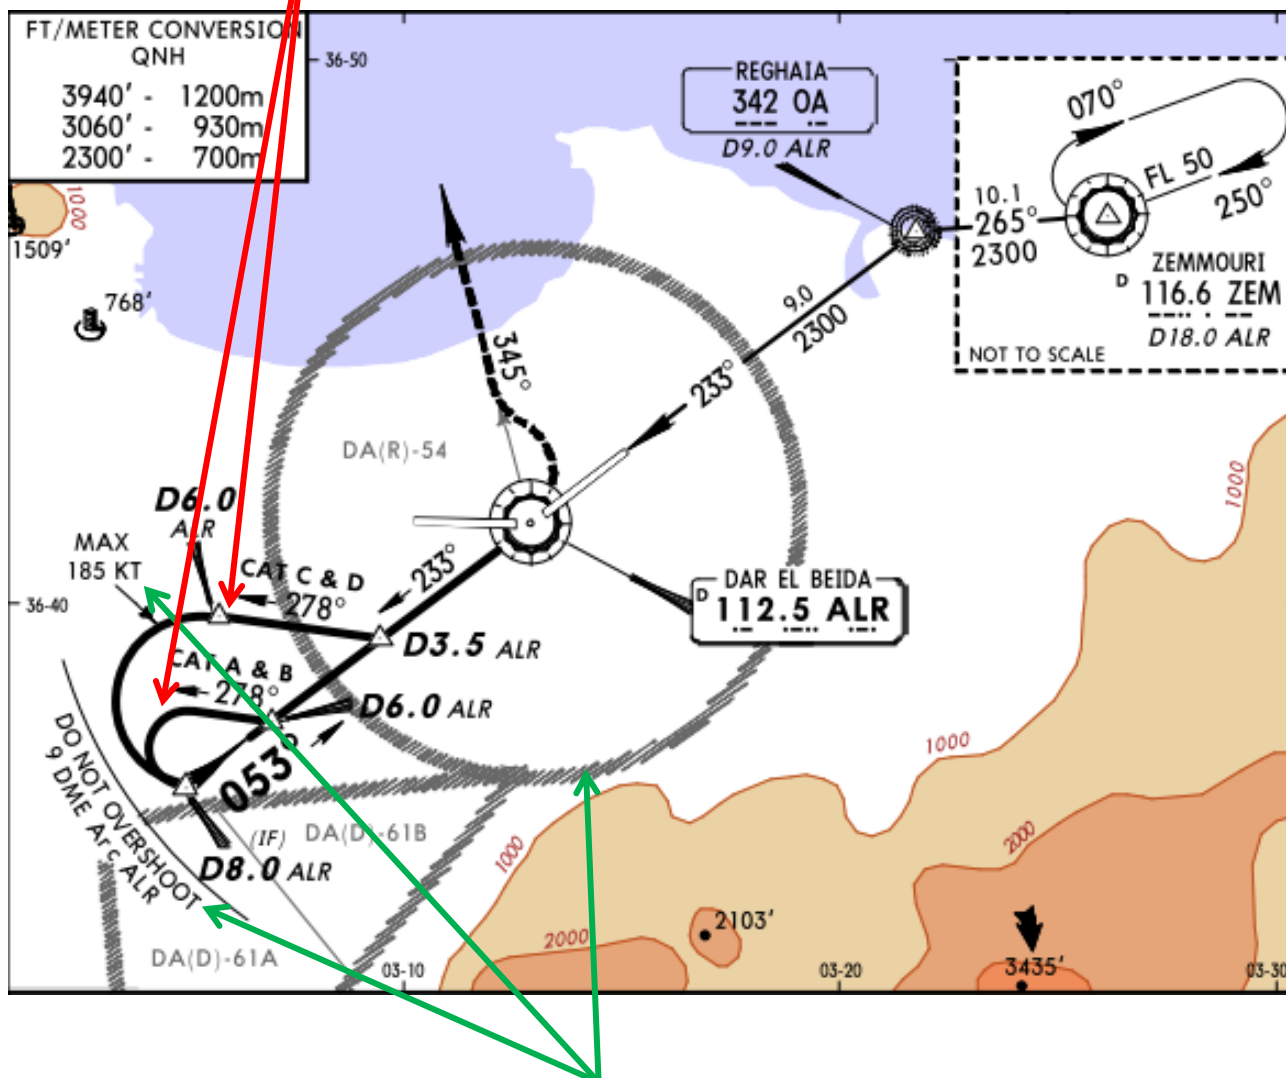 FT/METER CONVERSION
QNH
3940' - 1200m
3060' - 930m
2300' - 700m
36-50
REGHAIA
342 OA
D9.0 ALR
070°
FL 50
250°
10.1
265°
2300
ZEMMOURI
D 116.6 ZEM
D18.0 ALR
NOT TO SCALE
1000
1509'
768'
9.0
2300
233°
345°
DA(R)-54
D6.0
ALR
MAX
185 KT
CAT C & D
278°
233°
36-40
DAR EL BEIDA
D 112.5 ALR
D3.5 ALR
CAT A & B
278°
D6.0 ALR
053°
DO NOT OVERSHOOT
9 DME Arc ALR
(IF)
D8.0 ALR
DA(D)-61B
DA(D)-61A
1000
1000
1000
2000
2000
2103'
3435'
03-10
03-20
03-30